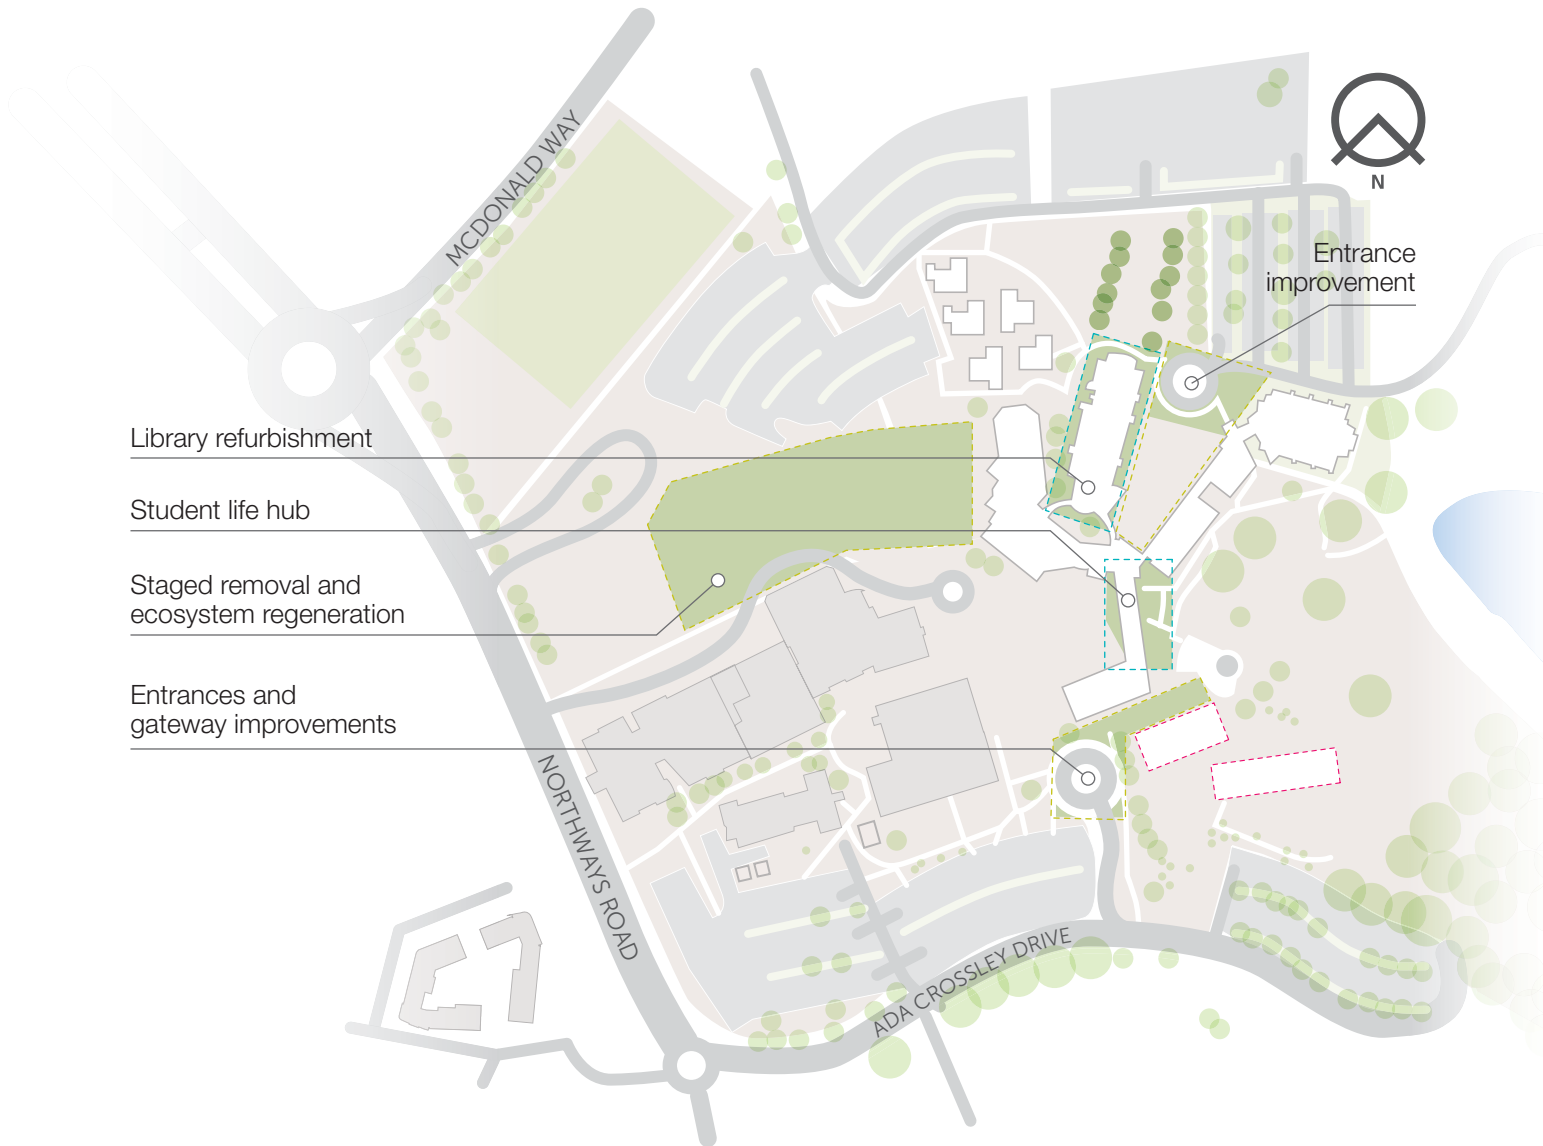 MCDONALD WAY
N
Entrance
improvement
Library refurbishment
Student life hub
Staged removal and
ecosystem regeneration
Entrances and
gateway improvements
NORTHWAYS ROAD
ADA CROSSLEY DRIVE